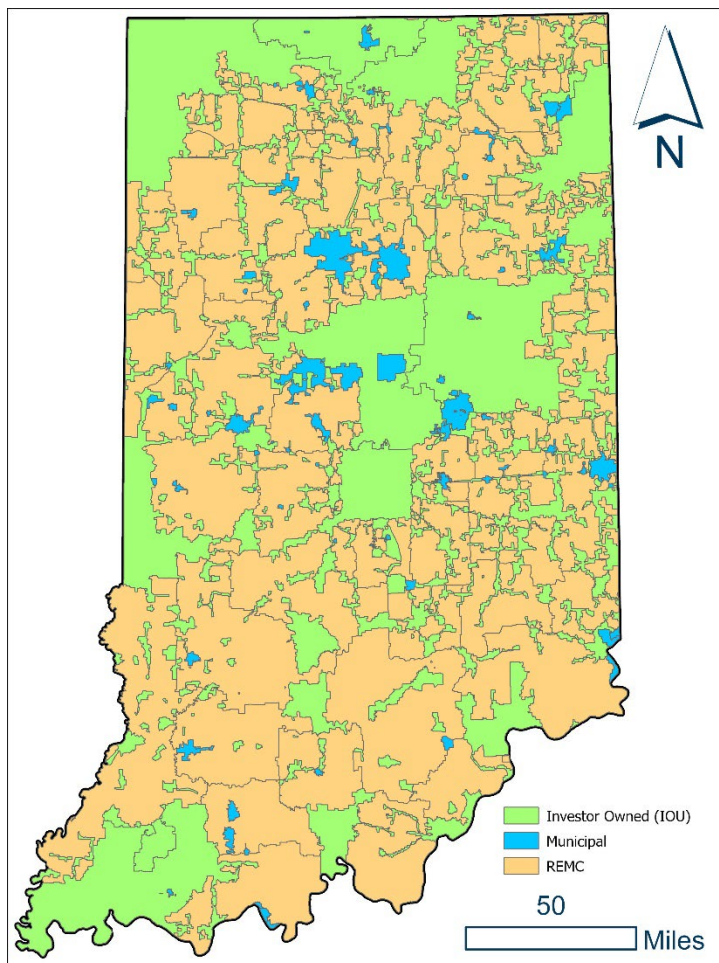 N
Investor Owned (IOU)
Municipal
REMC
50
Miles